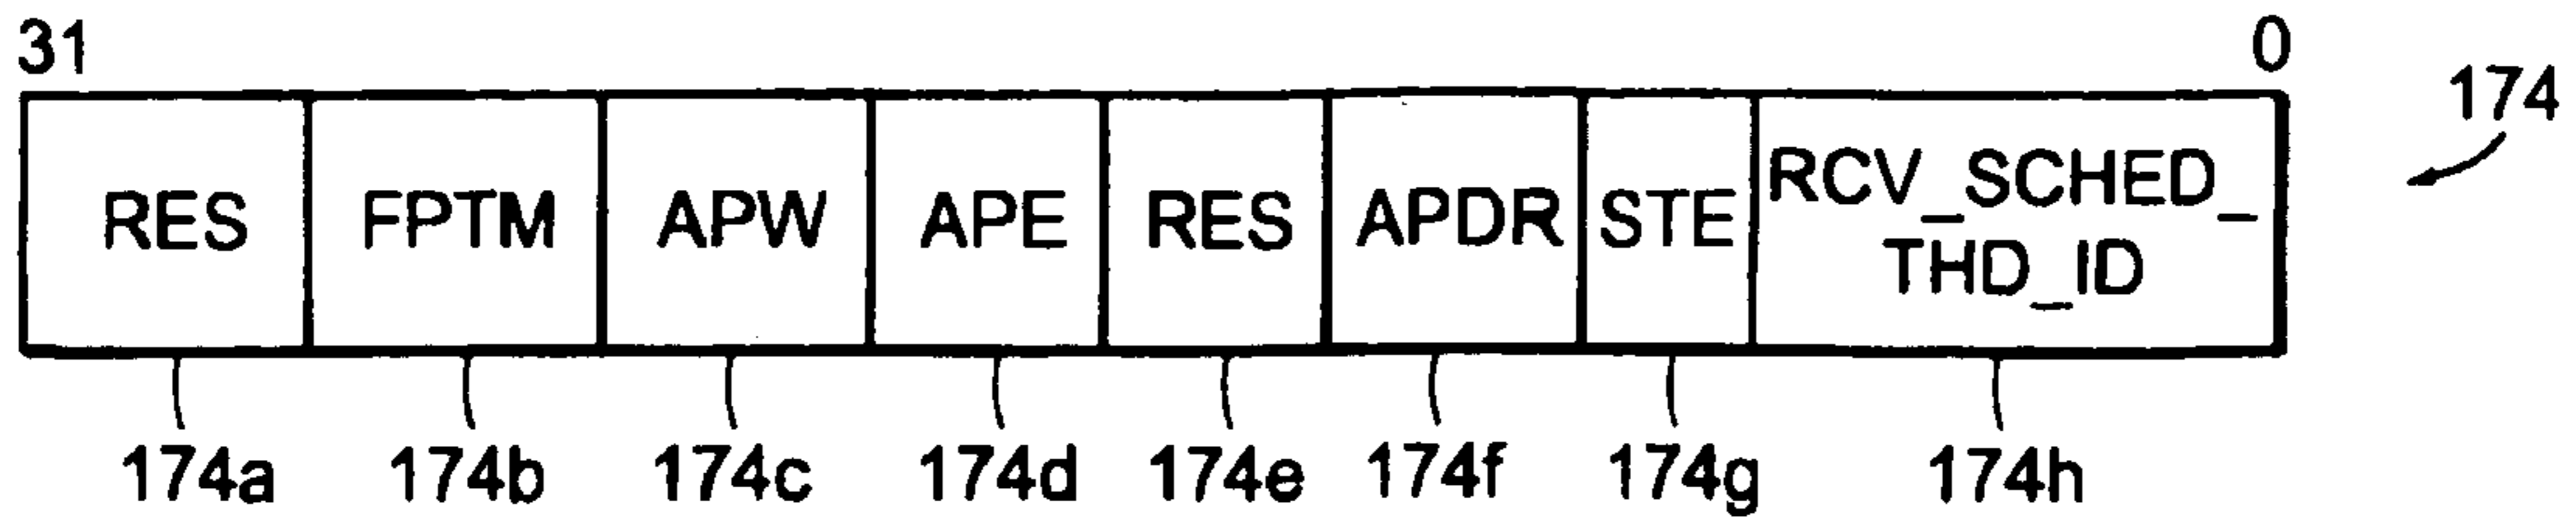 31 0
174
RES FPTM APW APE RES APDR STE RCV_SCHED_
THD_ID
174a 174b 174c 174d 174e 174f 174g 174h